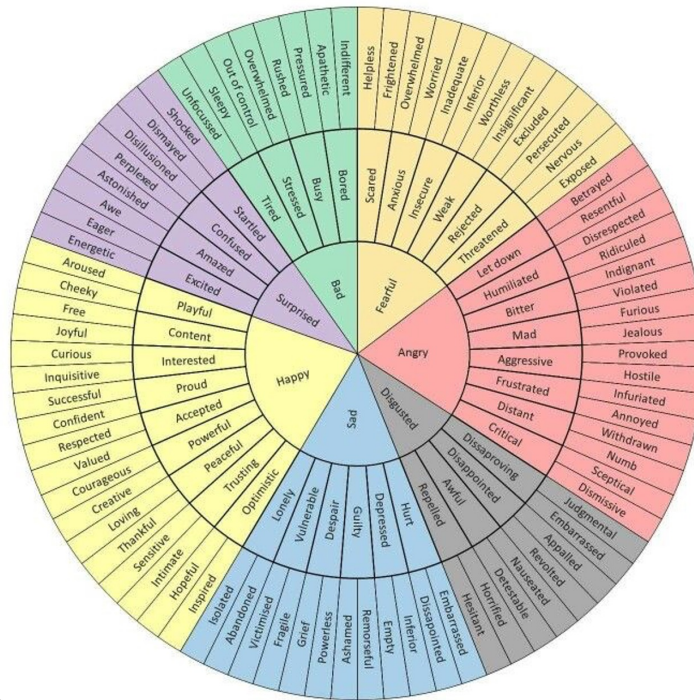 Bad
Fearful
Angry
Disgusted
Sad
Happy
Surprised
Tired
Stressed
Busy
Bored
Scared
Anxious
Insecure
Weak
Rejected
Threatened
Let down
Humiliated
Bitter
Mad
Aggressive
Frustrated
Distant
Critical
Dissaproving
Disappointed
Awful
Repelled
Hurt
Depressed
Guilty
Despair
Vulnerable
Lonely
Optimistic
Trusting
Peaceful
Powerful
Accepted
Proud
Interested
Content
Playful
Excited
Amazed
Confused
Startled
Unfocussed
Sleepy
Out of control
Overwhelmed
Rushed
Pressured
Apathetic
Indifferent
Helpless
Frightened
Overwhelmed
Worried
Inadequate
Inferior
Worthless
Insignificant
Excluded
Persecuted
Nervous
Exposed
Betrayed
Resentful
Disrespected
Ridiculed
Indignant
Violated
Furious
Jealous
Provoked
Hostile
Infuriated
Annoyed
Withdrawn
Numb
Sceptical
Dismissive
Judgmental
Embarrassed
Appalled
Revolted
Nauseated
Detestable
Horrified
Hesitant
Embarrassed
Dissapointed
Inferior
Empty
Remorseful
Ashamed
Powerless
Grief
Fragile
Victimised
Abandoned
Isolated
Inspired
Hopeful
Intimate
Sensitive
Thankful
Loving
Creative
Courageous
Valued
Respected
Confident
Successful
Inquisitive
Curious
Joyful
Free
Cheeky
Aroused
Energetic
Eager
Awe
Astonished
Perplexed
Disillusioned
Dismayed
Shocked